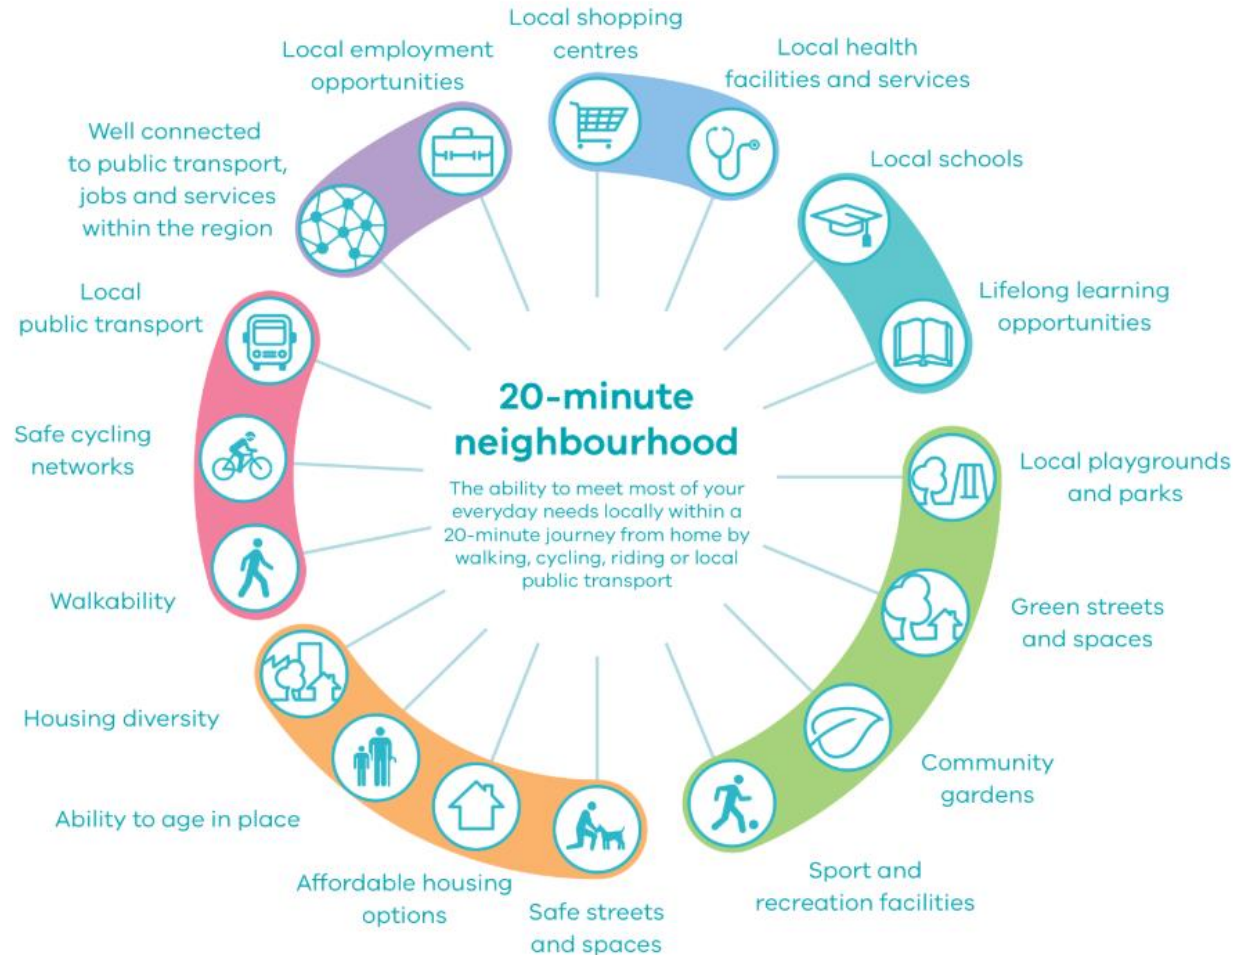 Local shopping
centres
Local health
facilities and services
Local schools
Lifelong learning
opportunities
Local playgrounds
and parks
Green streets
and spaces
Community
gardens
Sport and
recreation facilities
Safe streets
and spaces
Affordable housing
options
Ability to age in place
Housing diversity
Walkability
Safe cycling
networks
Local
public transport
Well connected
to public transport,
jobs and services
within the region
Local employment
opportunities
20-minute
neighbourhood
The ability to meet most of your
everyday needs locally within a
20-minute journey from home by
walking, cycling, riding or local
public transport